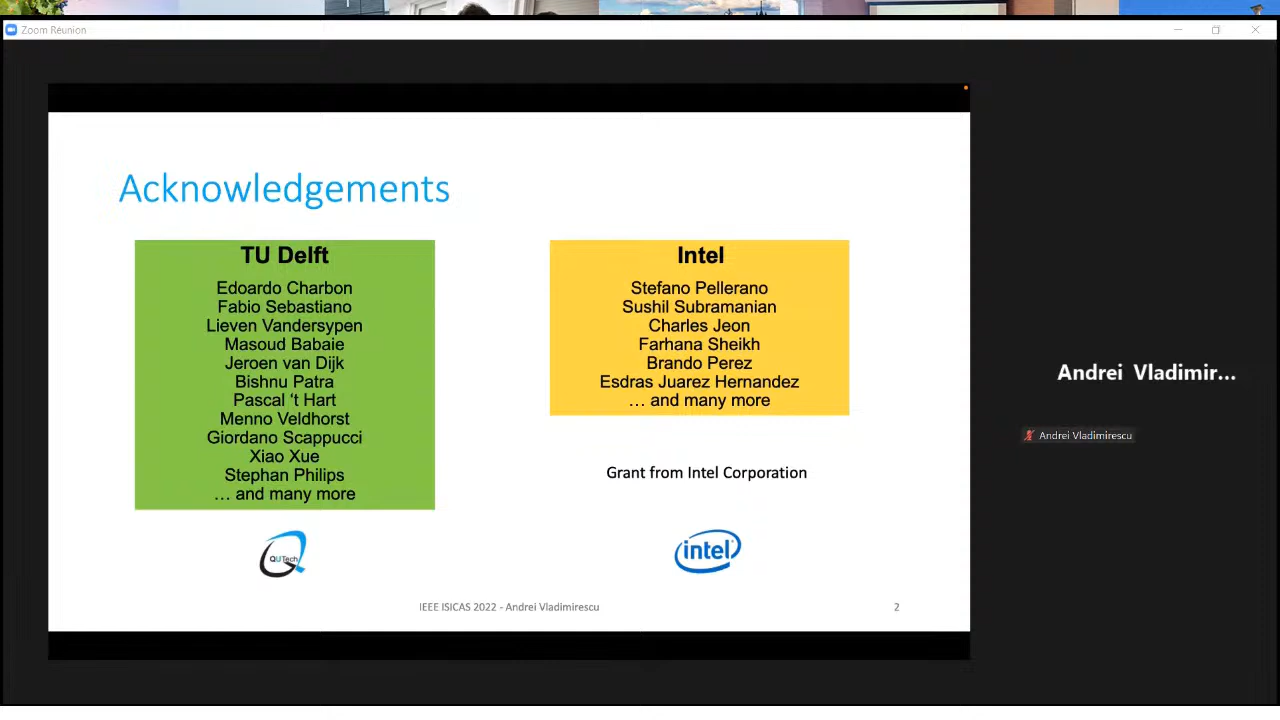 Zoom Réunion
Acknowledgements
TU Delft
Edoardo Charbon
Fabio Sebastiano
Lieven Vandersypen
Masoud Babaie
Jeroen van Dijk
Bishnu Patra
Pascal ‘t Hart
Menno Veldhorst
Giordano Scappucci
Xiao Xue
Stephan Philips
… and many more
QUTech
Intel
Stefano Pellerano
Sushil Subramanian
Charles Jeon
Farhana Sheikh
Brando Perez
Esdras Juarez Hernandez
… and many more
Grant from Intel Corporation
intel
IEEE ISICAS 2022 - Andrei Vladimirescu
2
Andrei Vladimir...
Andrei Vladimirescu